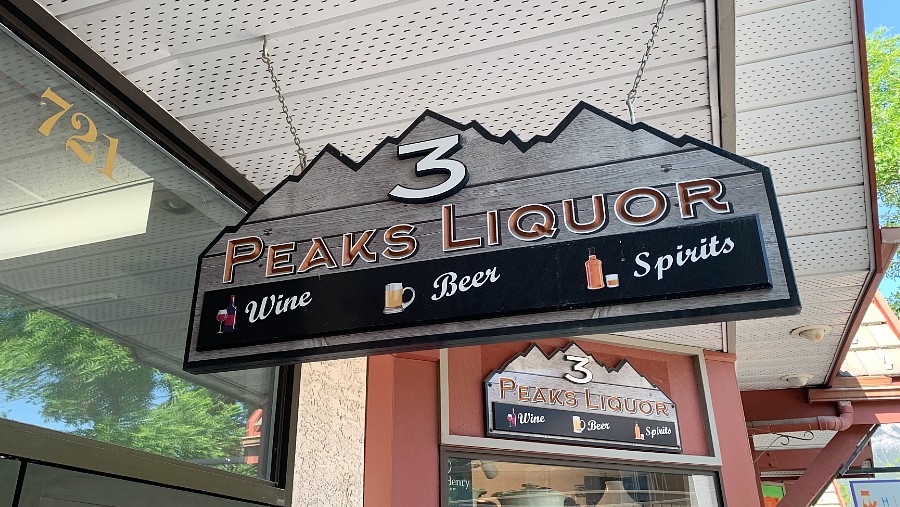 721
3
PEAKS LIQUOR
Wine Beer Spirits
3
PEAKS LIQUOR
Wine Beer Spirits